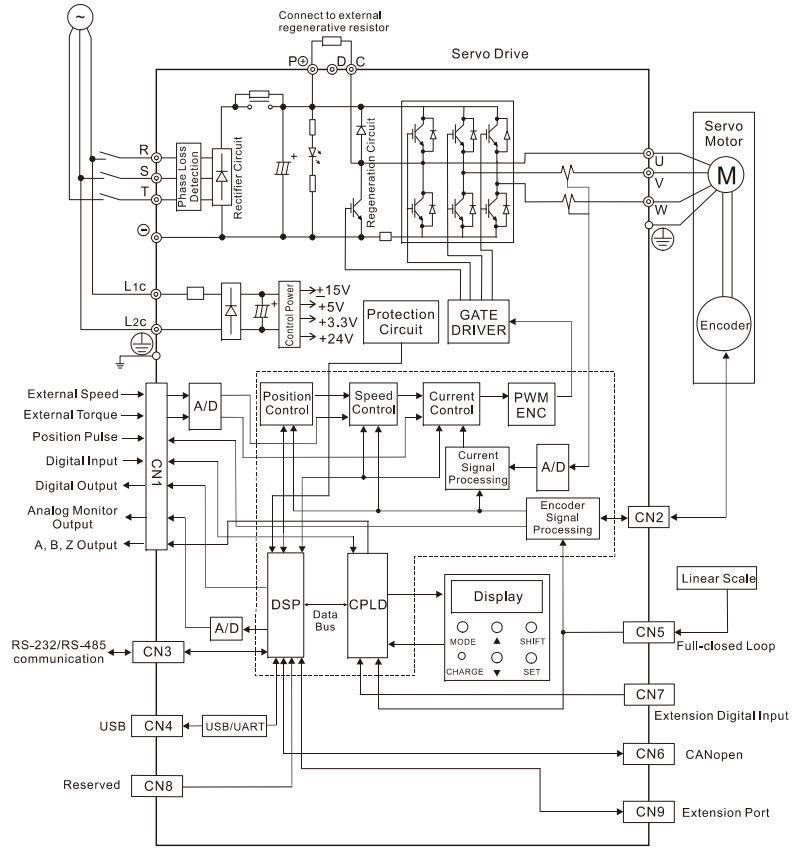 ~
Connect to external
regenerative resistor
P⊕ D C
Servo Drive
R
S
T
⊖
Phase Loss
Detection
Rectifier Circuit
+
Regeneration Circuit
U
V
W
Servo
Motor
M
Encoder
L1c
L2c
+
Control Power
±15V
+5V
+3.3V
+24V
Protection
Circuit
GATE
DRIVER
External Speed
External Torque
Position Pulse
Digital Input
Digital Output
Analog Monitor
Output
A, B, Z Output
CN1
A/D
Position
Control
Speed
Control
Current
Control
PWM
ENC
Current
Signal
Processing
A/D
Encoder
Signal
Processing
CN2
DSP
Data
Bus
CPLD
A/D
Display
MODE
▲
SHIFT
CHARGE
▼
SET
Linear Scale
CN5
Full-closed Loop
RS-232/RS-485
communication
CN3
CN7
Extension Digital Input
USB
CN4
USB/UART
CN6
CANopen
Reserved
CN8
CN9
Extension Port